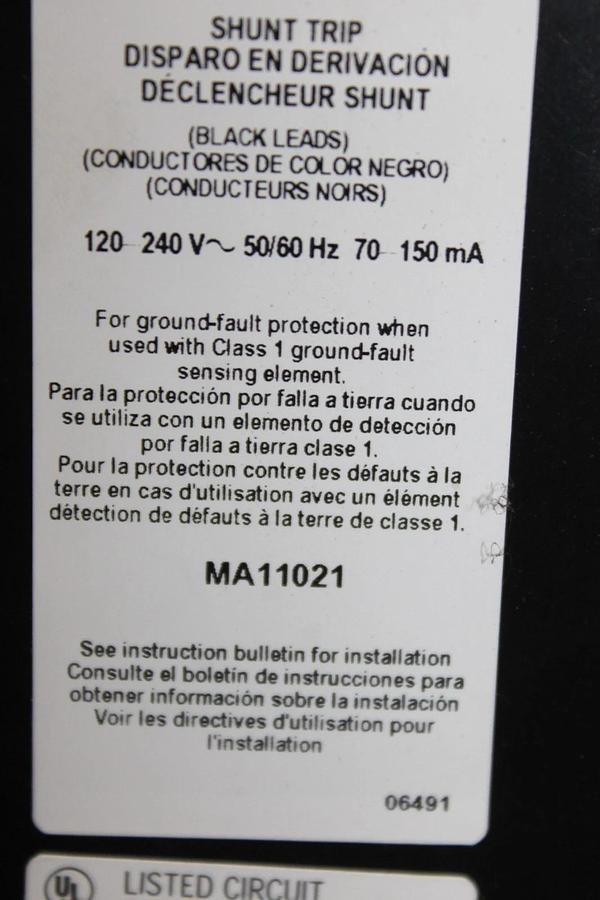 SHUNT TRIP
DISPARO EN DERIVACIÓN
DÉCLENCHEUR SHUNT
(BLACK LEADS)
(CONDUCTORES DE COLOR NEGRO)
(CONDUCTEURS NOIRS)
120-240 V~ 50/60 Hz 70-150 mA
For ground-fault protection when
used with Class 1 ground-fault
sensing element.
Para la protección por falla a tierra cuando
se utiliza con un elemento de detección
por falla a tierra clase 1.
Pour la protection contre les défauts à la
terre en cas d'utilisation avec un élément
détection de défauts à la terre de classe 1.
MA11021
See instruction bulletin for installation
Consulte el boletín de instrucciones para
obtener información sobre la instalación
Voir les directives d'utilisation pour
l'installation
06491
UL LISTED CIRCUIT